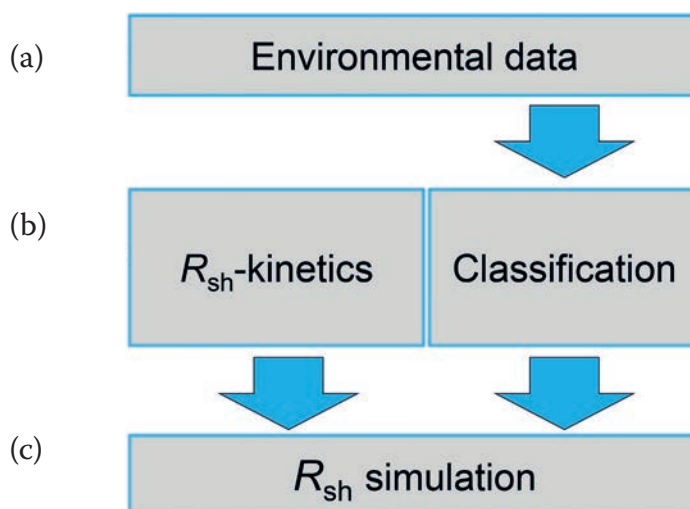 (a)
Environmental data
(b)
Rsh-kinetics
Classification
(c)
Rsh simulation